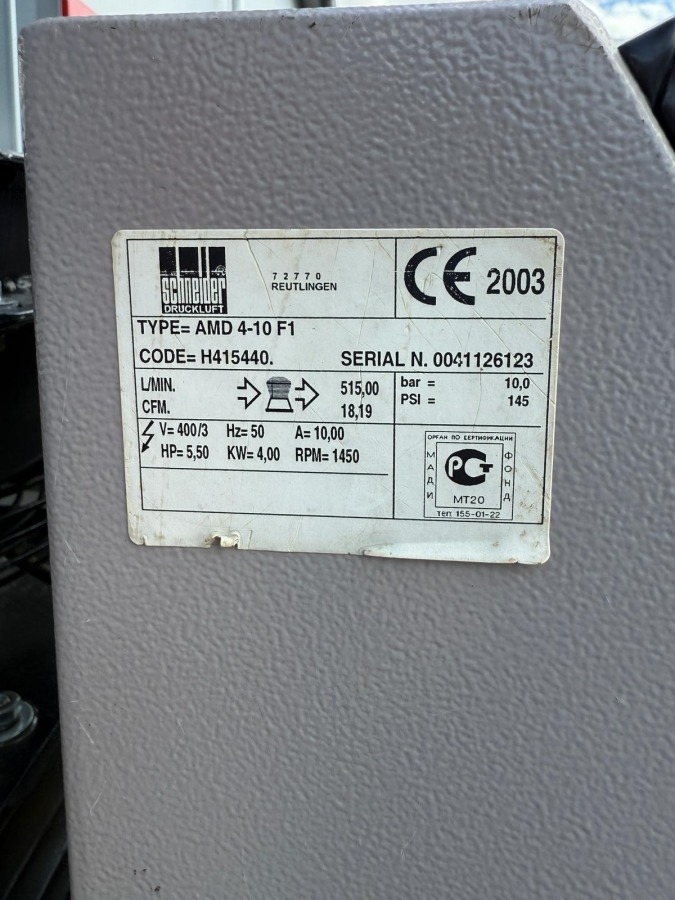 schneider ®
DRUCKLUFT
72770
REUTLINGEN
CE 2003
TYPE= AMD 4-10 F1
CODE= H415440. SERIAL N. 0041126123
L/MIN. 515,00
CFM. 18,19
bar = 10,0
PSI = 145
V= 400/3 Hz= 50 A= 10,00
HP= 5,50 KW= 4,00 RPM= 1450
ОРГАН ПО СЕРТИФИКАЦИИ
МАДИ
РСТ
ФОНД
МТ20
тел 155-01-22